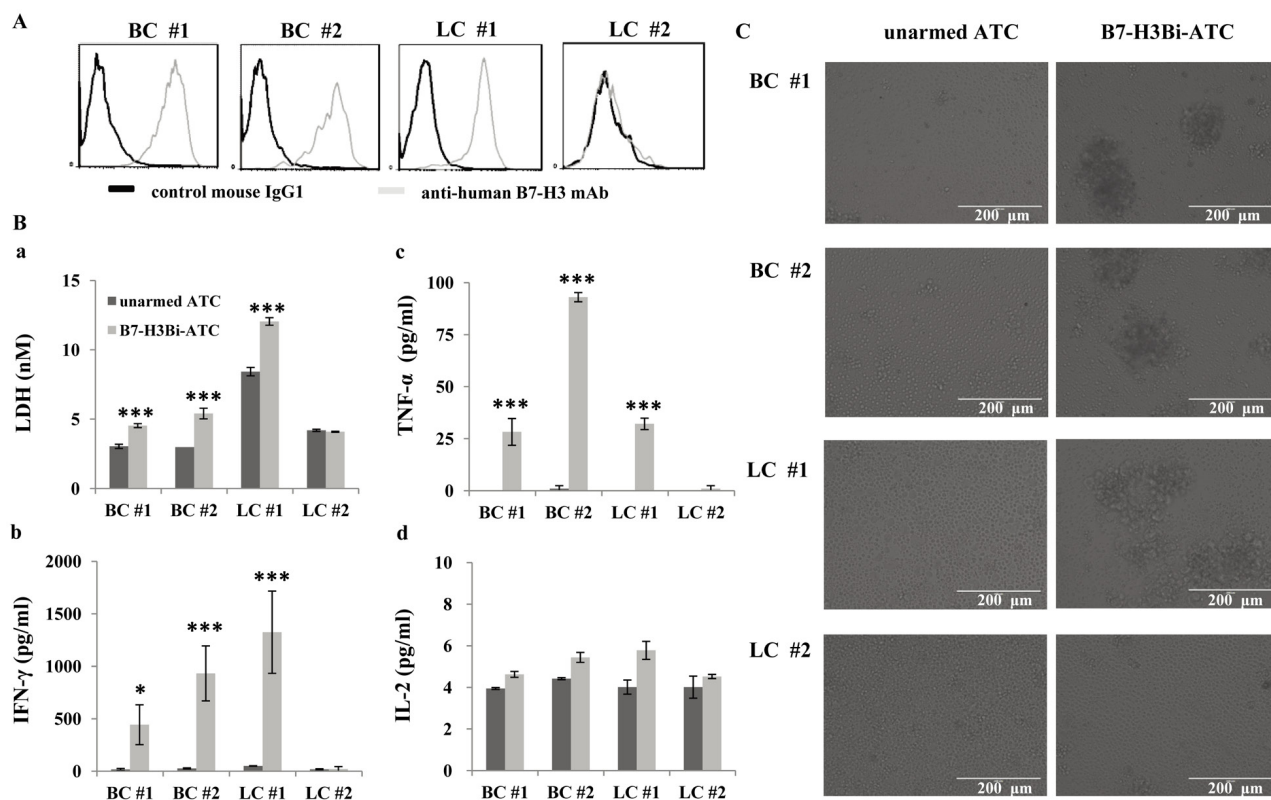 A
BC #1 BC #2 LC #1 LC #2
0 0 0 0
control mouse IgG1 anti-human B7-H3 mAb
B
a
15
10
5
0
LDH (nM)
unarmed ATC
B7-H3Bi-ATC
***
***
***
BC #1 BC #2 LC #1 LC #2
c
100
75
50
25
0
TNF-α (pg/ml)
***
***
***
BC #1 BC #2 LC #1 LC #2
b
2000
1500
1000
500
0
IFN-γ (pg/ml)
*
***
***
BC #1 BC #2 LC #1 LC #2
d
10
8
6
4
2
0
IL-2 (pg/ml)
BC #1 BC #2 LC #1 LC #2
C
unarmed ATC B7-H3Bi-ATC
BC #1
200 µm 200 µm
BC #2
200 µm 200 µm
LC #1
200 µm 200 µm
LC #2
200 µm 200 µm